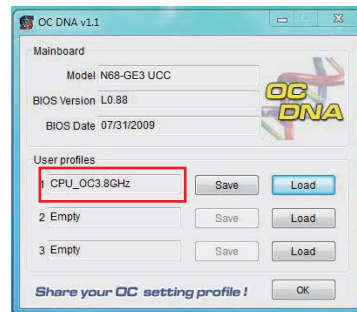 OC DNA v1.1
Mainboard
Model N68-GE3 UCC
BIOS Version L0.88
BIOS Date 07/31/2009
OC
DNA
User profiles
1 CPU_OC3.8GHz Save Load
2 Empty Save Load
3 Empty Save Load
Share your OC setting profile! OK